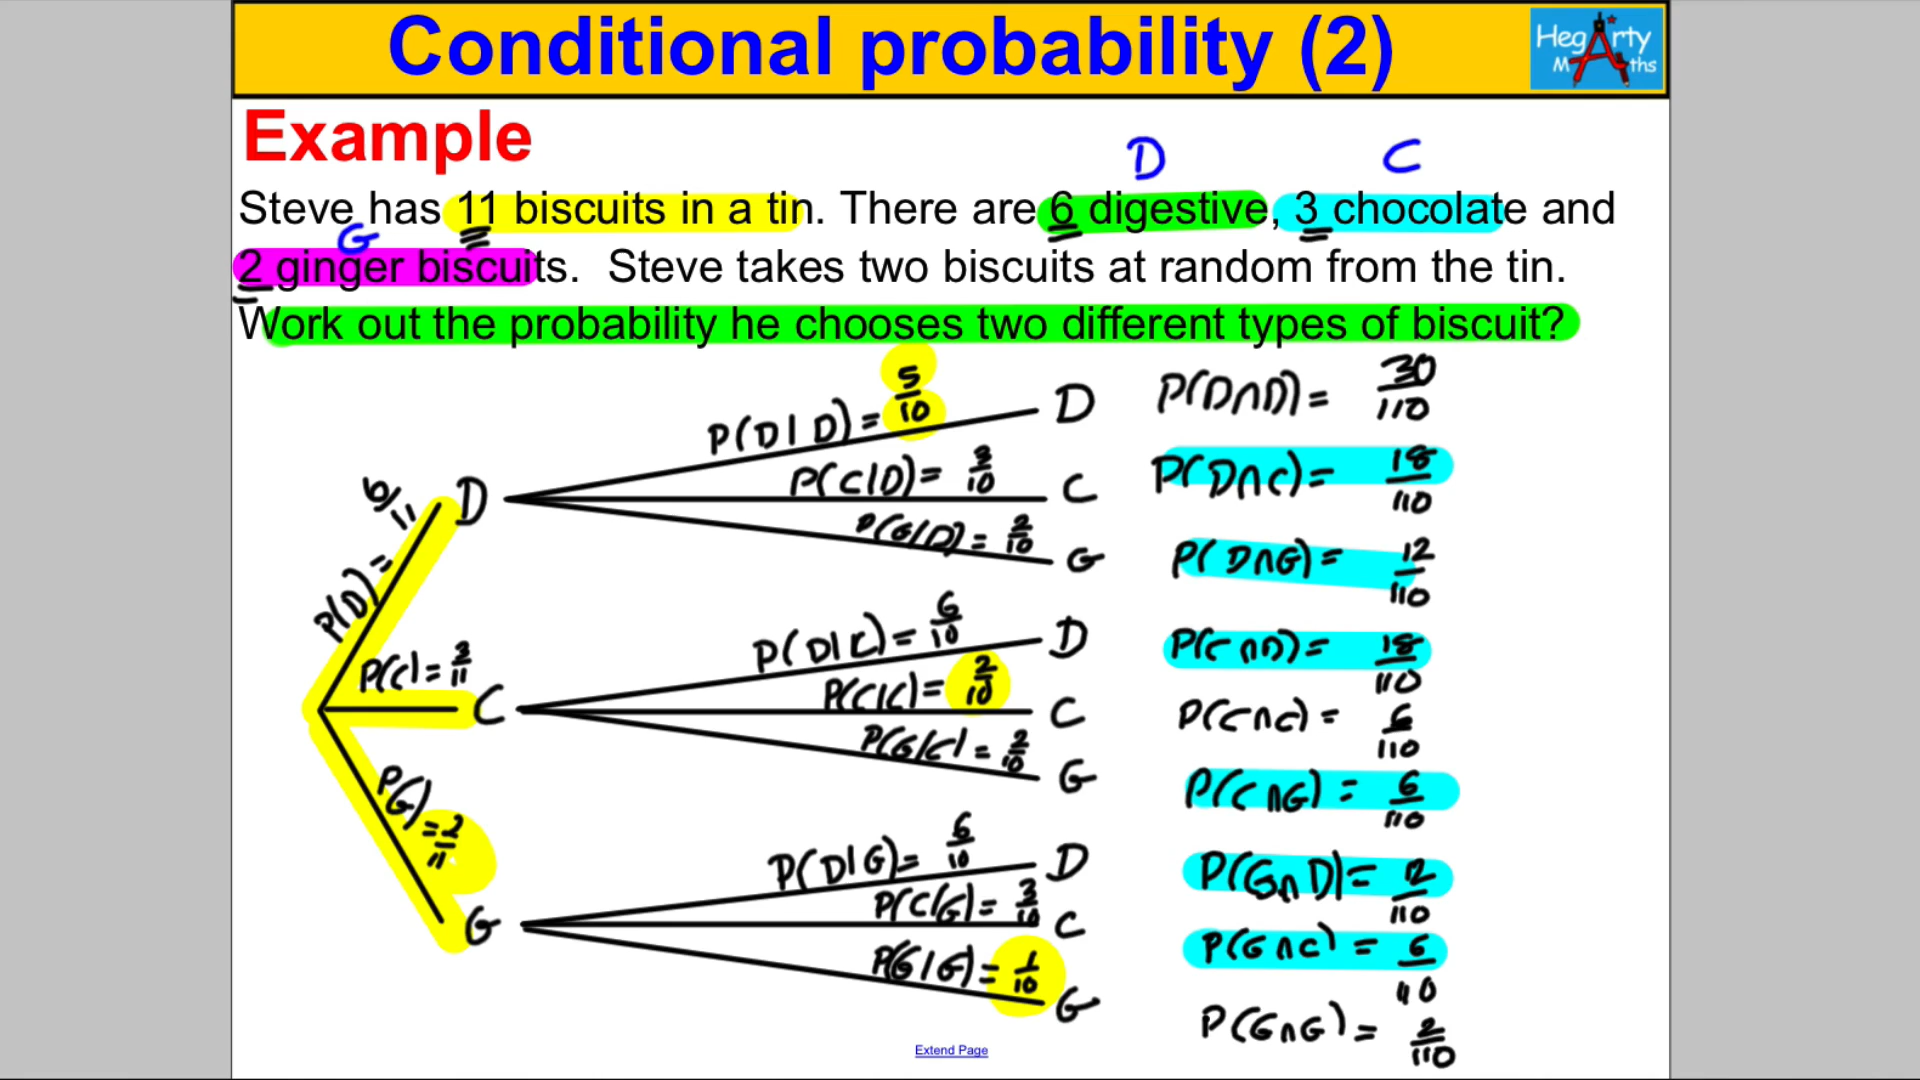 Conditional probability (2)
HegArty
Maths
Example
D
C
Steve has 11 biscuits in a tin. There are 6 digestive, 3 chocolate and
G
2 ginger biscuits. Steve takes two biscuits at random from the tin.
Work out the probability he chooses two different types of biscuit?
P(D) = 6/11 D
P(D|D) = 5/10 D P(D∩D) = 30/110
P(C|D) = 3/10 C P(D∩C) = 18/110
P(G|D) = 2/10 G P(D∩G) = 12/110
P(C) = 3/11 C
P(D|C) = 6/10 D P(C∩D) = 18/110
P(C|C) = 2/10 C P(C∩C) = 6/110
P(G|C) = 2/10 G P(C∩G) = 6/110
P(G) = 2/11 G
P(D|G) = 6/10 D P(G∩D) = 12/110
P(C|G) = 3/10 C P(G∩C) = 6/110
P(G|G) = 1/10 G P(G∩G) = 2/110
Extend Page